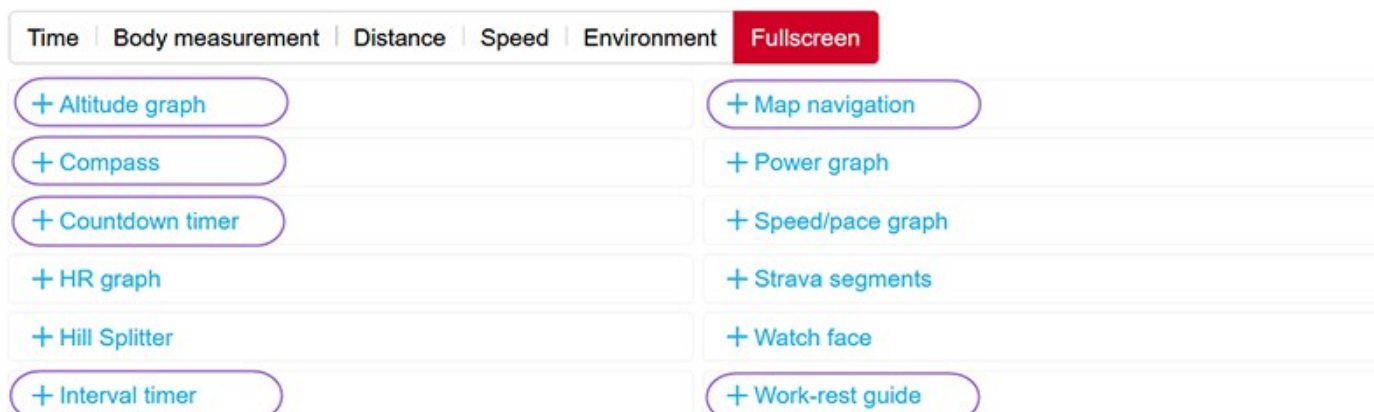 Time Body measurement Distance Speed Environment Fullscreen
+ Altitude graph
+ Compass
+ Countdown timer
+ HR graph
+ Hill Splitter
+ Interval timer
+ Map navigation
+ Power graph
+ Speed/pace graph
+ Strava segments
+ Watch face
+ Work-rest guide